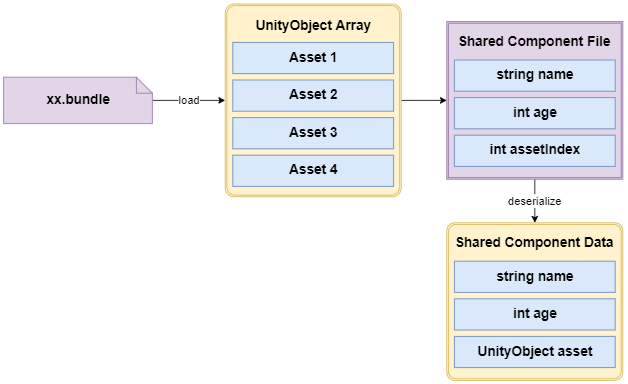 xx.bundle
load
UnityObject Array
Asset 1
Asset 2
Asset 3
Asset 4
Shared Component File
string name
int age
int assetIndex
deserialize
Shared Component Data
string name
int age
UnityObject asset